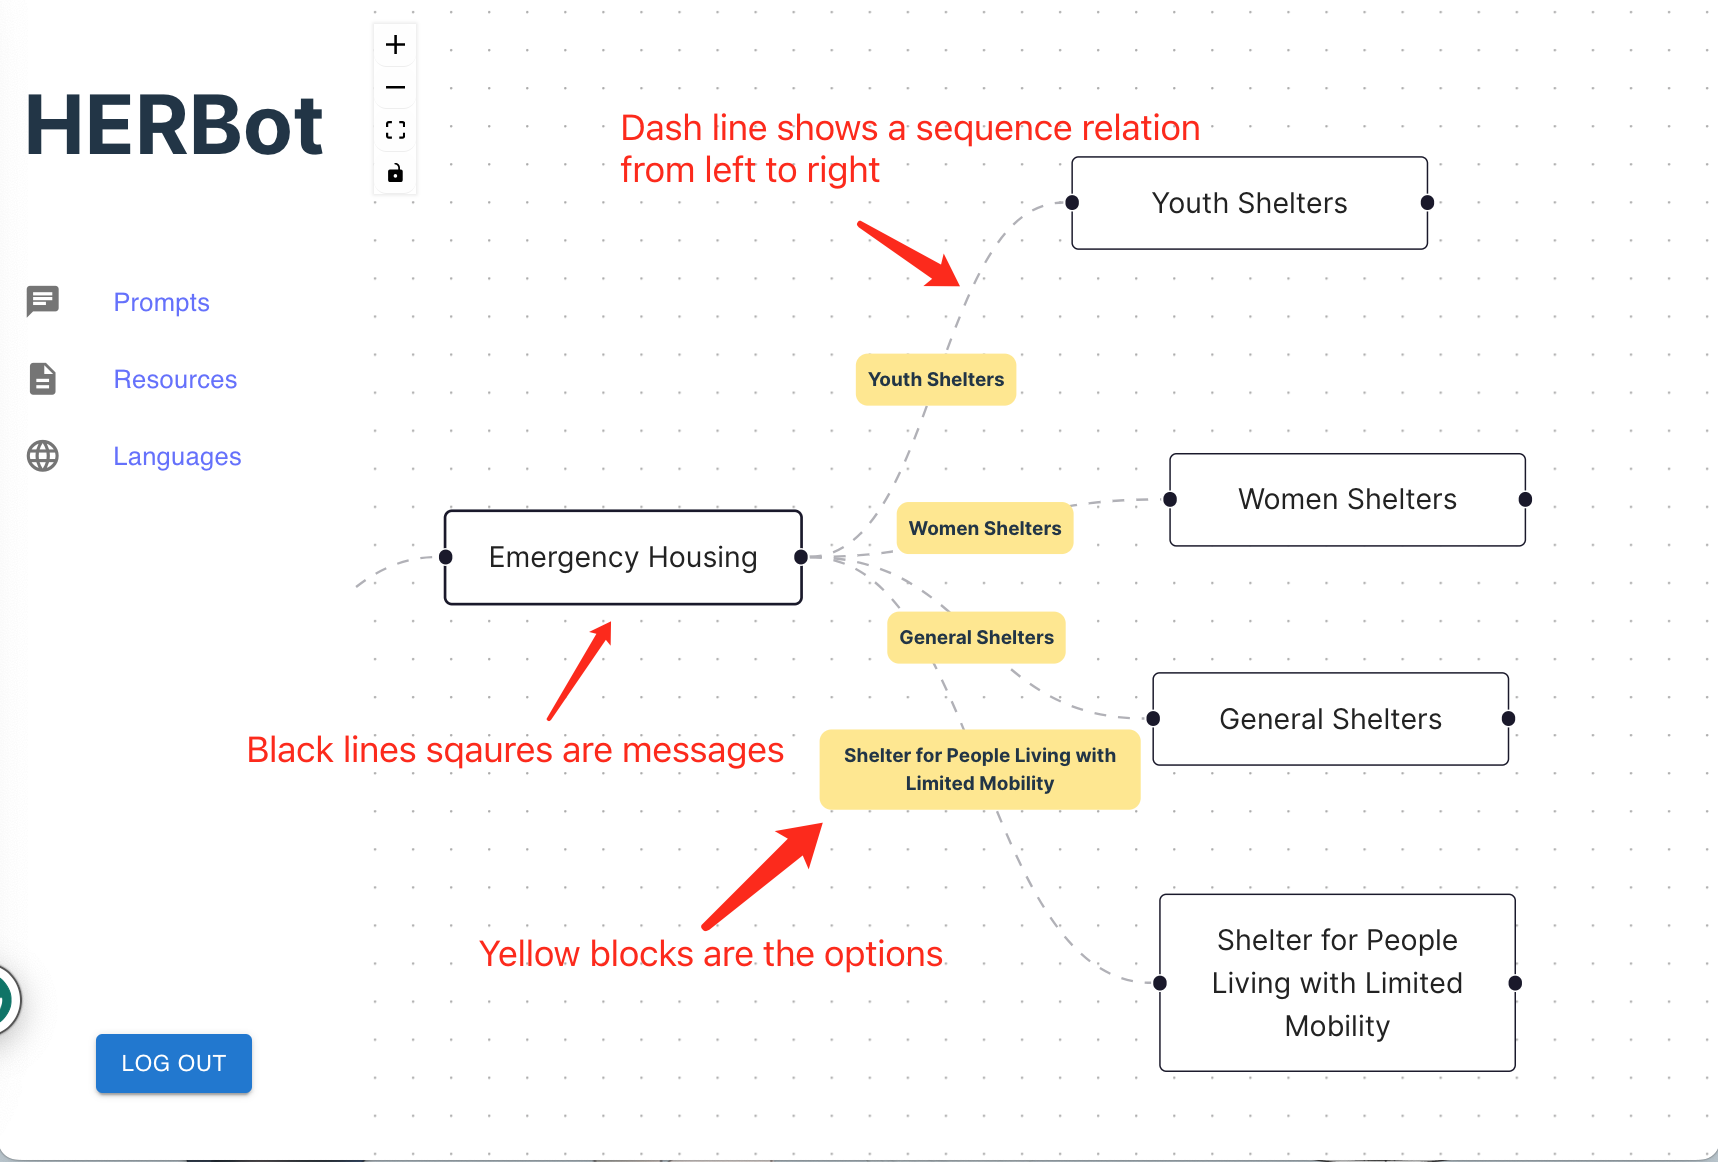 HERBot
Prompts
Resources
Languages
LOG OUT
Dash line shows a sequence relation
from left to right
Youth Shelters
Youth Shelters
Women Shelters
Women Shelters
Emergency Housing
General Shelters
General Shelters
Black lines sqaures are messages
Shelter for People Living with
Limited Mobility
Yellow blocks are the options
Shelter for People
Living with Limited
Mobility